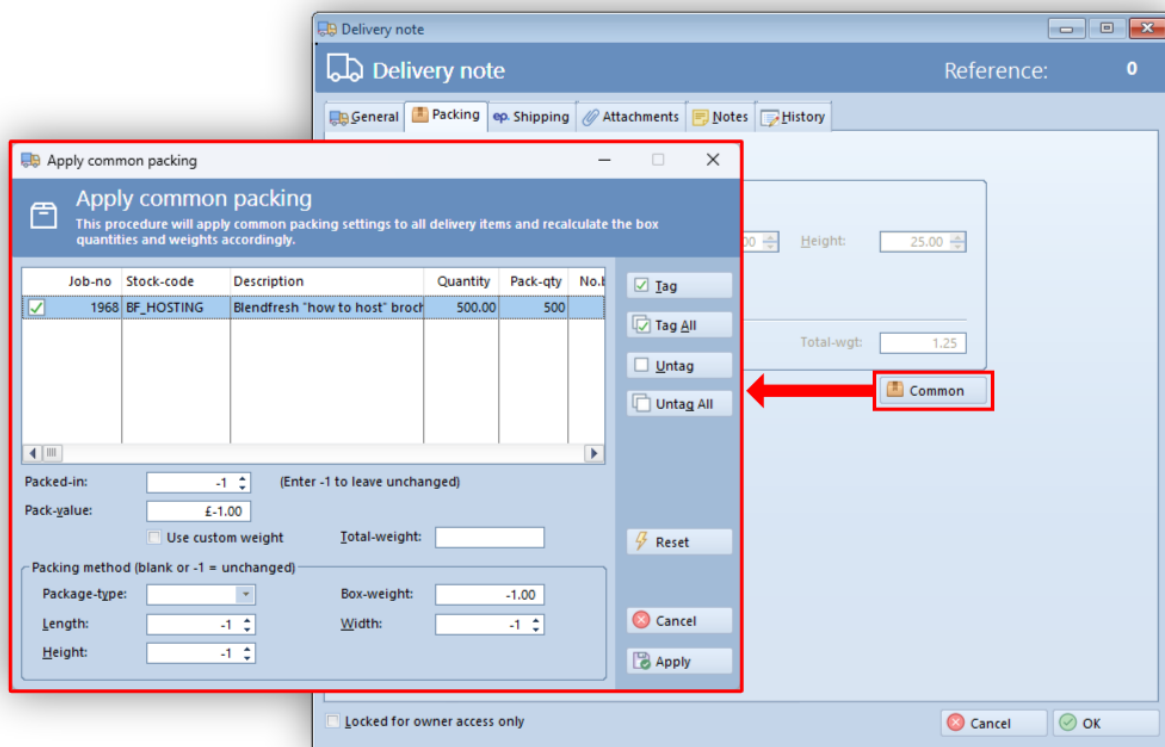 Delivery note
Delivery note Reference: 0
General Packing ep. Shipping Attachments Notes History
Apply common packing
Apply common packing
This procedure will apply common packing settings to all delivery items and recalculate the box
quantities and weights accordingly.
Height: 25.00
Job-no Stock-code Description Quantity Pack-qty
1968 BF_HOSTING Blendfresh "how to host" 500.00 500
Tag
Tag All
Untag
Untag All
Total-wgt: 1.25
Common
Packed-in: -1 (Enter -1 to leave unchanged)
Pack-value: £-1.00
Use custom weight Total-weight:
Reset
Packing method (blank or -1 = unchanged)
Package-type: Box-weight: -1.00
Length: -1 Width: -1
Height: -1
Cancel
Apply
Locked for owner access only
Cancel OK